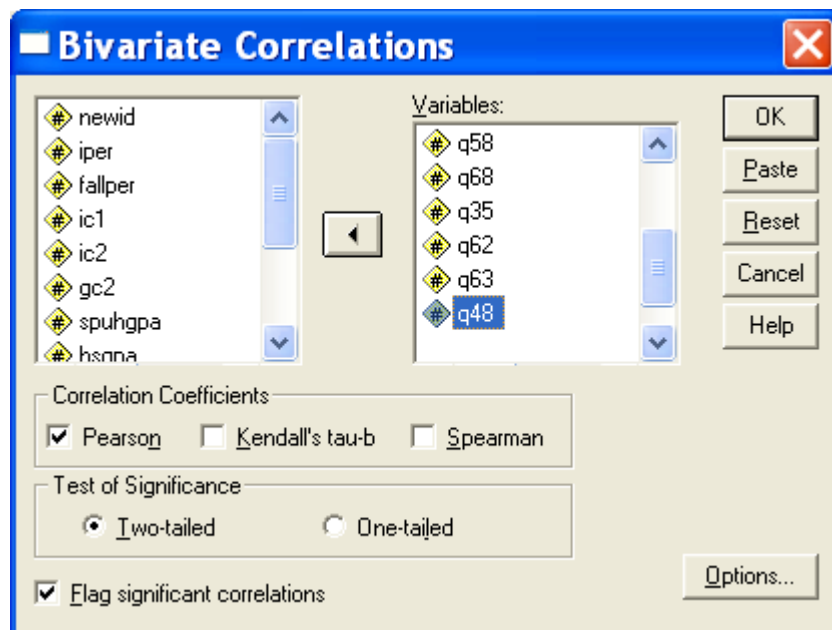 Bivariate Correlations
newid
iper
fallper
ic1
ic2
gc2
spuhgpa
hsgpa
Variables:
q58
q68
q35
q62
q63
q48
OK
Paste
Reset
Cancel
Help
Correlation Coefficients
Pearson Kendall's tau-b Spearman
Test of Significance
Two-tailed One-tailed
Flag significant correlations
Options...